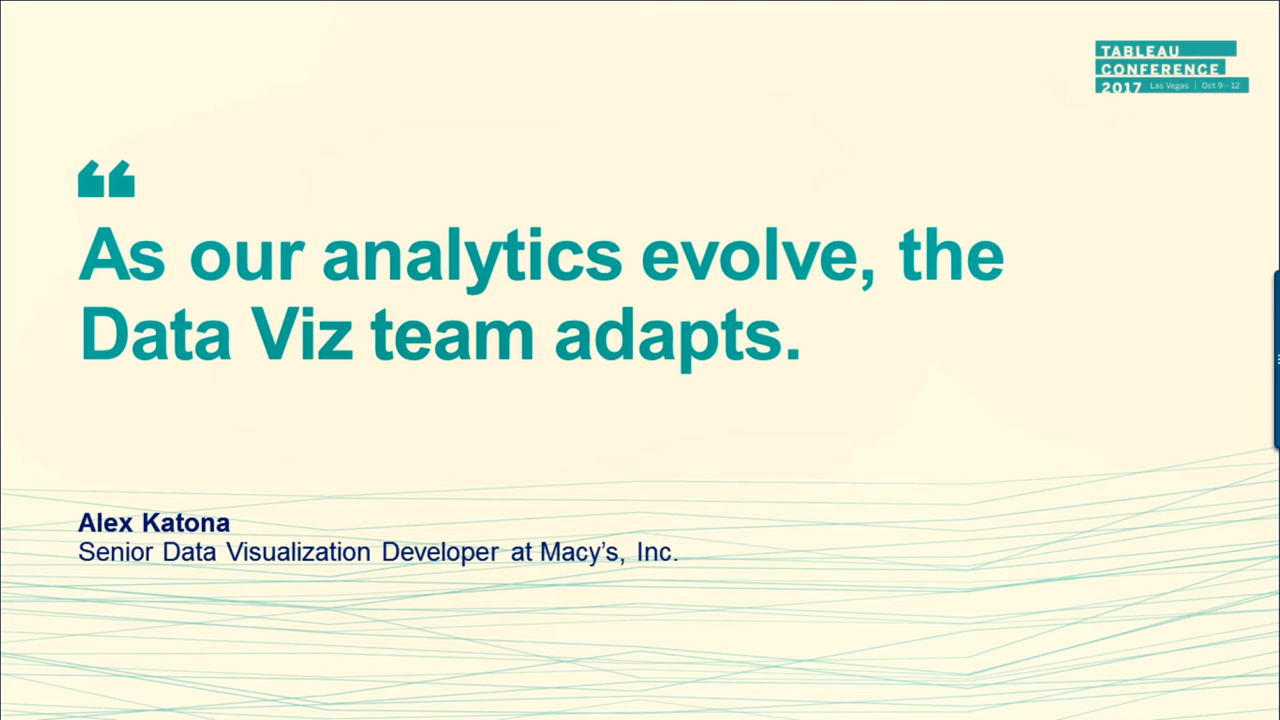 TABLEAU
CONFERENCE
2017 Las Vegas | Oct 9 - 12
“
As our analytics evolve, the
Data Viz team adapts.
Alex Katona
Senior Data Visualization Developer at Macy’s, Inc.